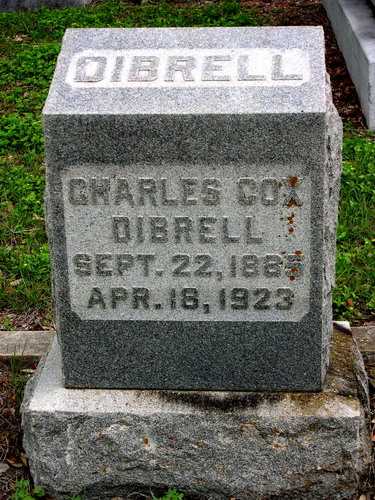 DIBRELL
CHARLES COX
DIBRELL
SEPT. 22,
APR. 18, 1923